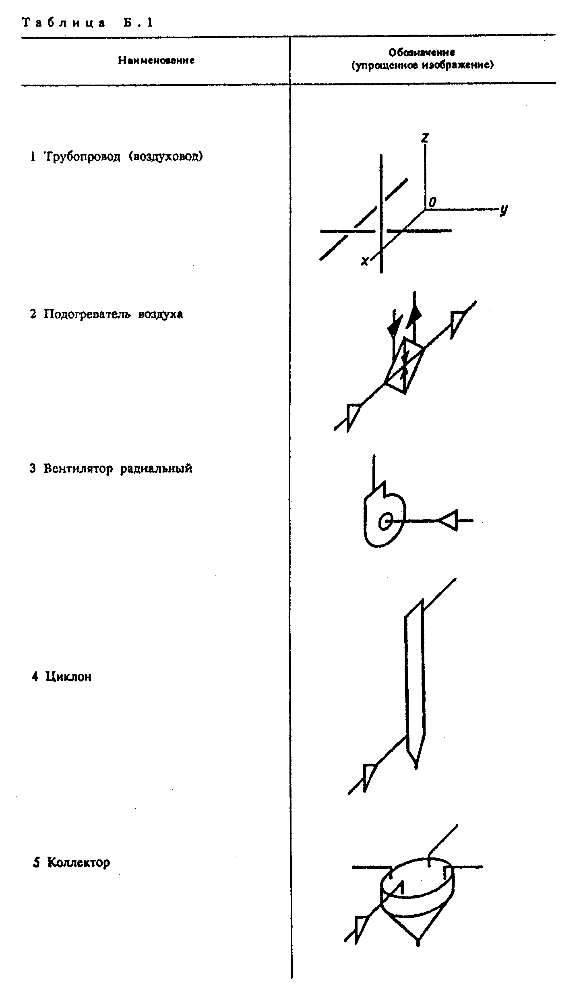 Таблица Б.1
Наименование
Обозначение
(упрощенное изображение)
1 Трубопровод (воздуховод)
z
0
y
x
2 Подогреватель воздуха
3 Вентилятор радиальный
4 Циклон
5 Коллектор